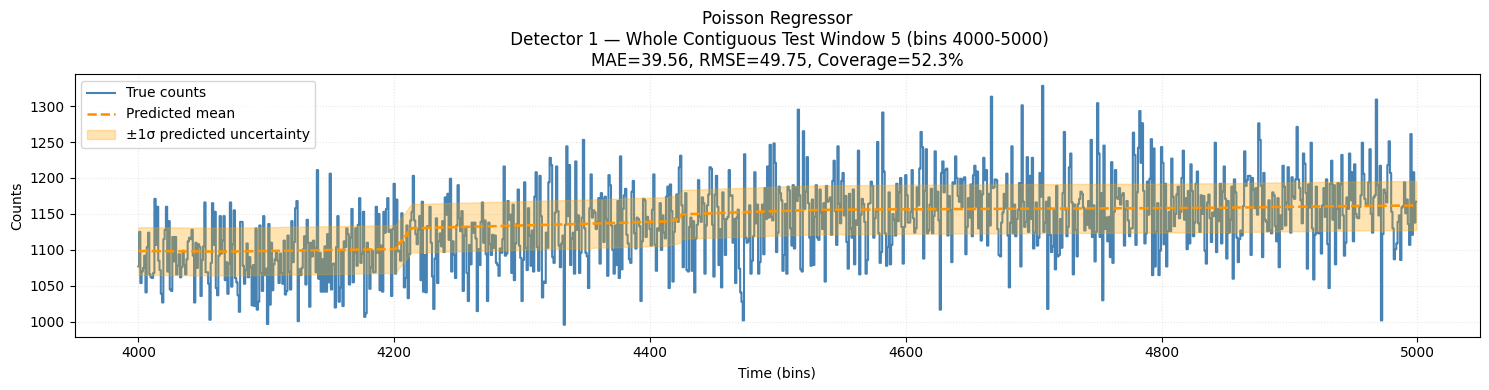 Poisson Regressor
Detector 1 — Whole Contiguous Test Window 5 (bins 4000-5000)
MAE=39.56, RMSE=49.75, Coverage=52.3%
True counts
Predicted mean
±1σ predicted uncertainty
Counts
1300
1250
1200
1150
1100
1050
1000
4000 4200 4400 4600 4800 5000
Time (bins)